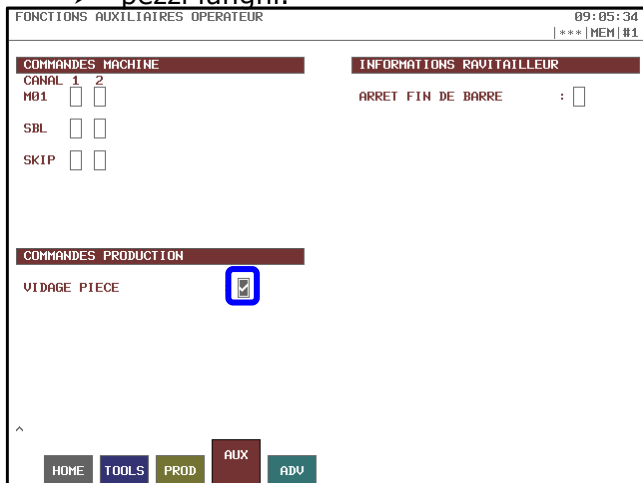 pezzi lunghi.
FONCTIONS AUXILIAIRES OPERATEUR 09:05:34
|***|MEM|#1
COMMANDES MACHINE INFORMATIONS RAVITAILLEUR
CANAL 1 2
M01 ARRET FIN DE BARRE :
SBL
SKIP
COMMANDES PRODUCTION
VIDAGE PIECE
^
HOME TOOLS PROD AUX ADV